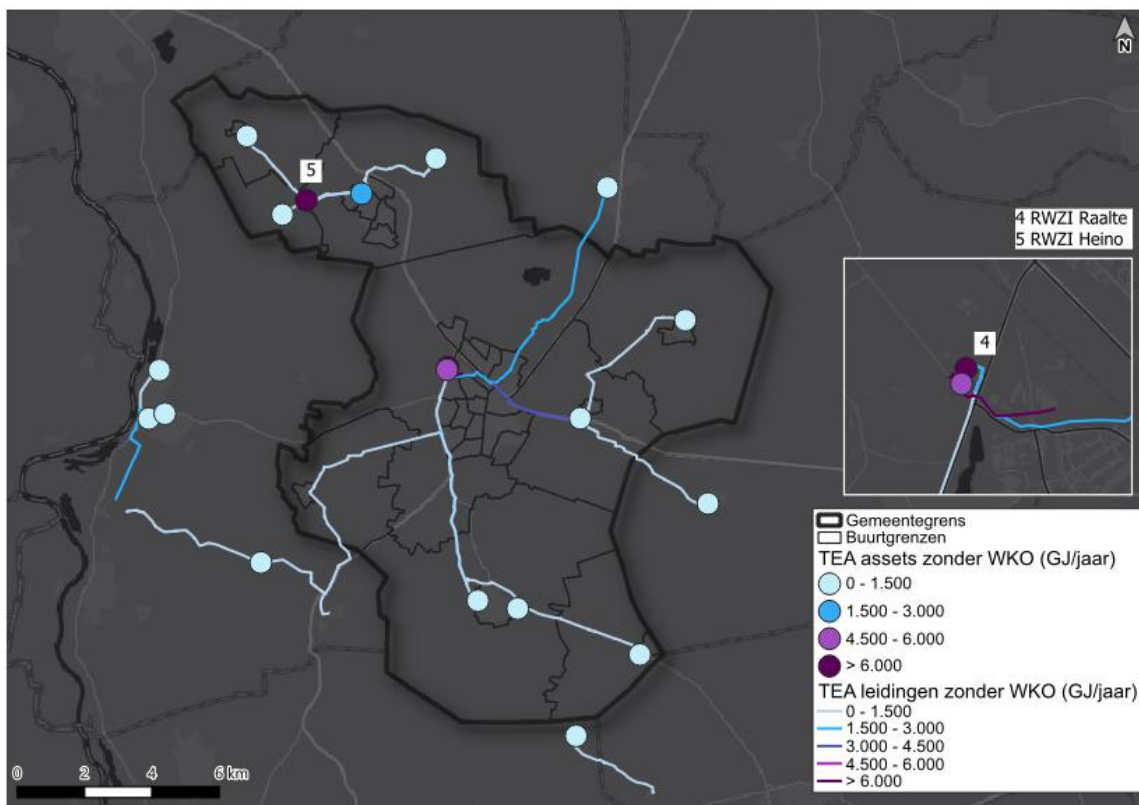 N
5
4 RWZI Raalte
5 RWZI Heino
4
Gemeentegrens
Buurtgrenzen
TEA assets zonder WKO (GJ/jaar)
0 - 1.500
1.500 - 3.000
4.500 - 6.000
> 6.000
TEA leidingen zonder WKO (GJ/jaar)
0 - 1.500
1.500 - 3.000
3.000 - 4.500
4.500 - 6.000
> 6.000
0 2 4 6 km